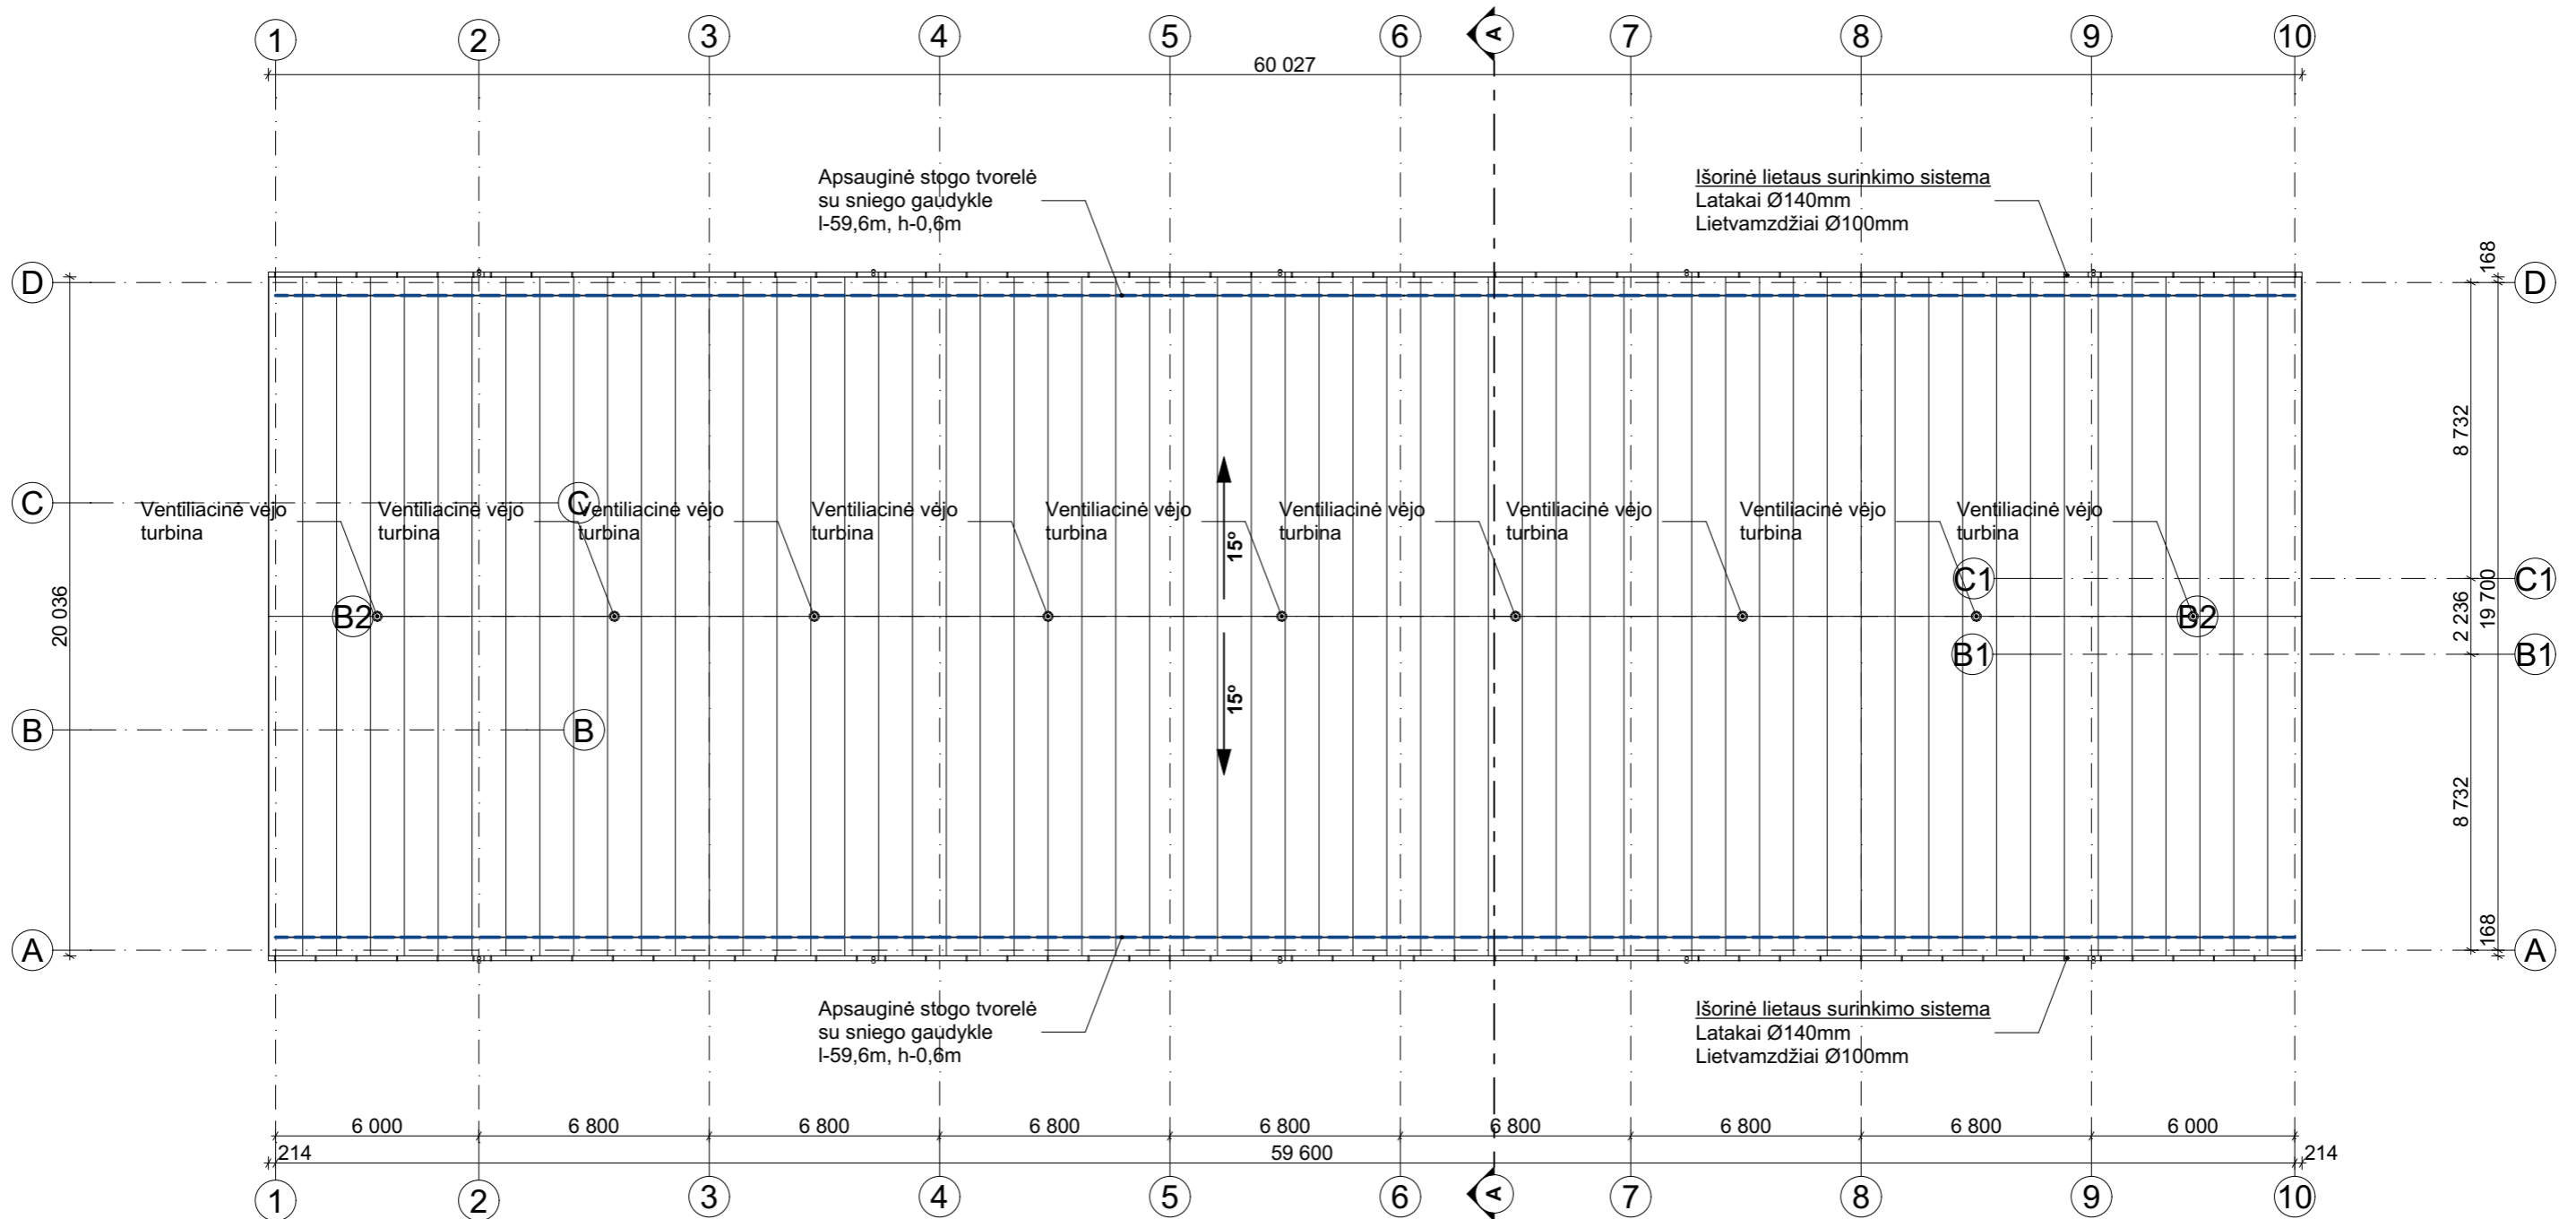 1
2
3
4
5
6
A
7
8
9
10
60 027
Apsauginė stogo tvorelė
su sniego gaudykle
l-59,6m, h-0,6m
Išorinė lietaus surinkimo sistema
Latakai Ø140mm
Lietvamzdžiai Ø100mm
168
D
D
8 732
C
C
Ventiliacinė vėjo
turbina
Ventiliacinė vėjo
turbina
Ventiliacinė vėjo
turbina
Ventiliacinė vėjo
turbina
Ventiliacinė vėjo
turbina
Ventiliacinė vėjo
turbina
Ventiliacinė vėjo
turbina
Ventiliacinė vėjo
turbina
Ventiliacinė vėjo
turbina
15°
C1
C1
20 036
B2
B2
2 236
19 700
B1
B1
15°
B
B
8 732
168
A
A
Apsauginė stogo tvorelė
su sniego gaudykle
l-59,6m, h-0,6m
Išorinė lietaus surinkimo sistema
Latakai Ø140mm
Lietvamzdžiai Ø100mm
6 000
6 800
6 800
6 800
6 800
6 800
6 800
6 800
6 000
214
59 600
214
1
2
3
4
5
6
A
7
8
9
10